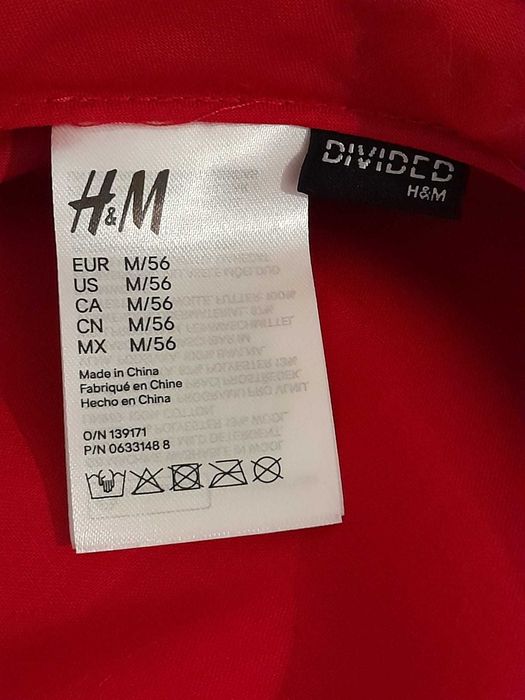 H&M
EUR M/56
US M/56
CA M/56
CN M/56
MX M/56
Made in China
Fabriqué en Chine
Hecho en China
O/N 139171
P/N 0633148 8
DIVIDED
H&M